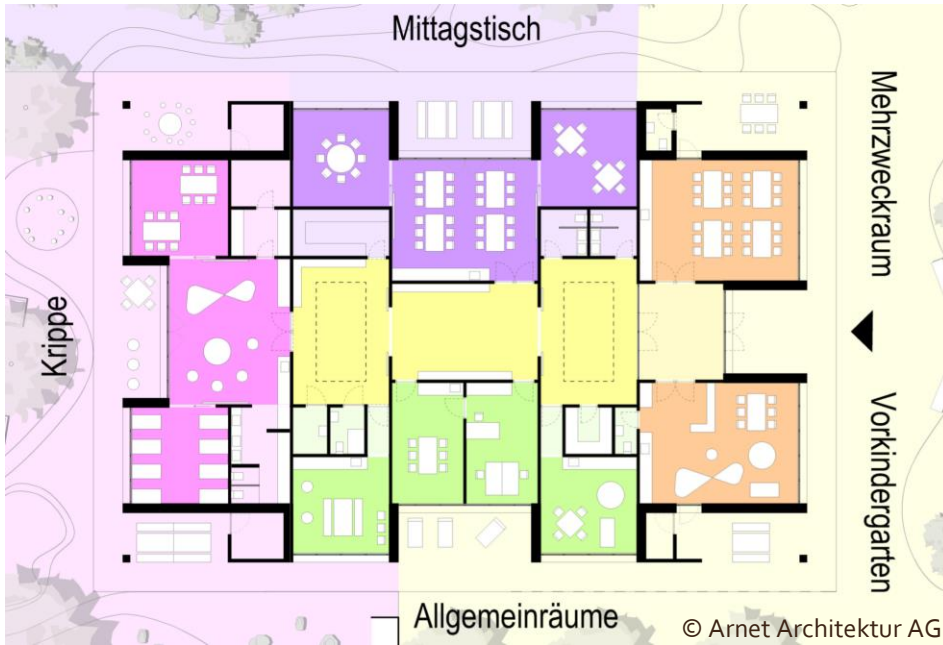 Mittagstisch
Mehrzweckraum
Krippe
Vorkindergarten
Allgemeinräume
© Arnet Architektur AG